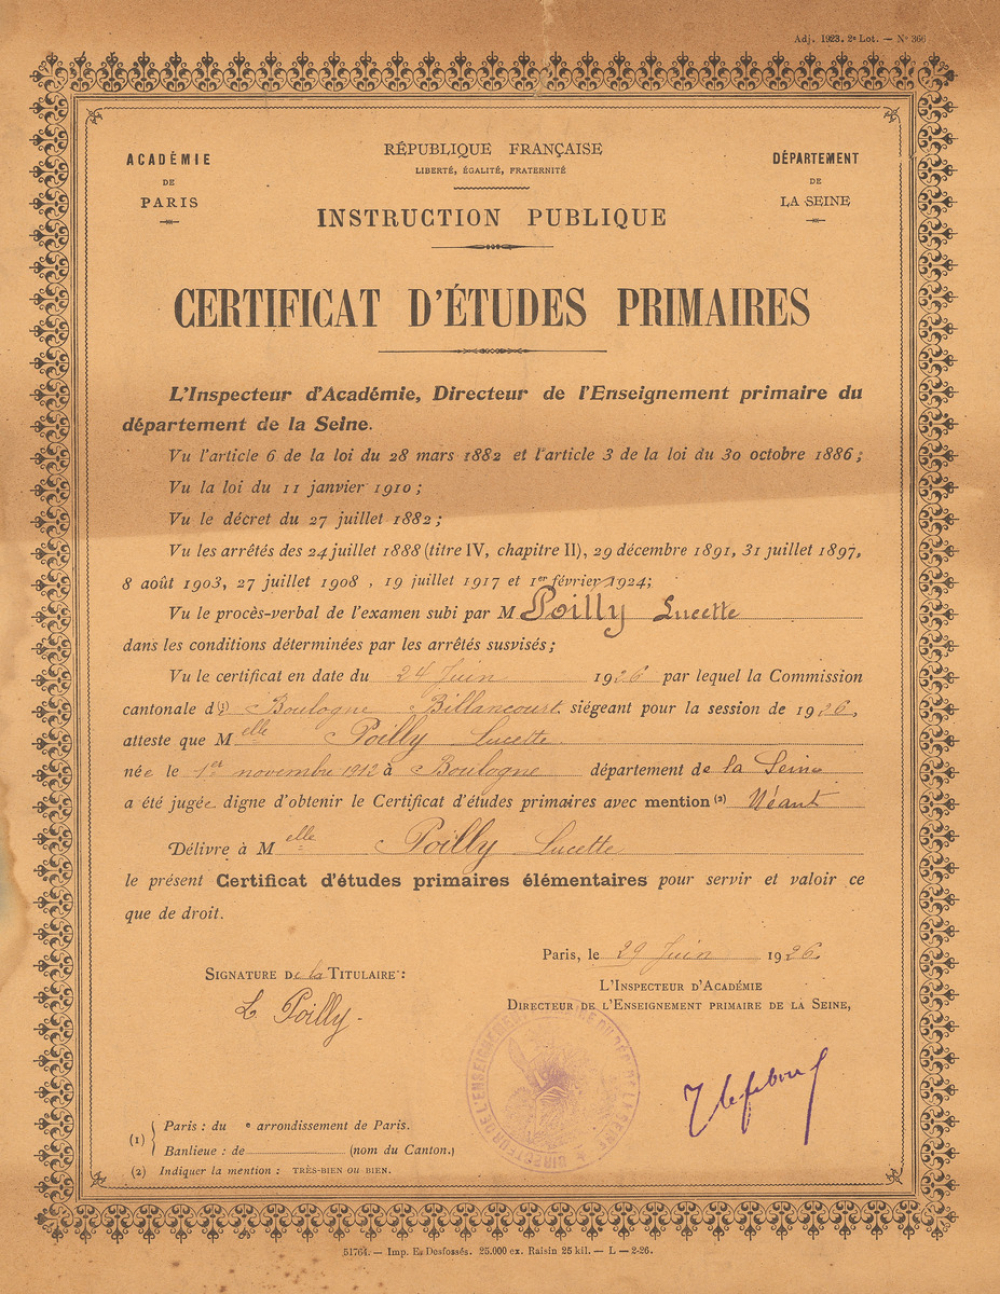 Adj. 1923. 2e Lot. — N° 366
ACADÉMIE
DE
PARIS
RÉPUBLIQUE FRANÇAISE
LIBERTÉ, ÉGALITÉ, FRATERNITÉ
INSTRUCTION PUBLIQUE
DÉPARTEMENT
DE
LA SEINE
CERTIFICAT D'ÉTUDES PRIMAIRES
L'Inspecteur d'Académie, Directeur de l'Enseignement primaire du
département de la Seine.
Vu l'article 6 de la loi du 28 mars 1882 et l'article 3 de la loi du 30 octobre 1886;
Vu la loi du 11 janvier 1910;
Vu le décret du 27 juillet 1882;
Vu les arrêtés des 24 juillet 1888 (titre IV, chapitre II), 29 décembre 1891, 31 juillet 1897,
8 août 1903, 27 juillet 1908, 19 juillet 1917 et 1er février 1924;
Vu le procès-verbal de l'examen subi par M Poilly Lucette
dans les conditions déterminées par les arrêtés susvisés;
Vu le certificat en date du 24 Juin 1926 par lequel la Commission
cantonale d(1) Boulogne Billancourt siégeant pour la session de 1926,
atteste que Melle Poilly Lucette
née le 1er novembre 1912 à Boulogne département de la Seine
a été jugée digne d'obtenir le Certificat d'études primaires avec mention (2) Néant
Délivré à Melle Poilly Lucette
le présent Certificat d'études primaires élémentaires pour servir et valoir ce
que de droit.
Paris, le 29 Juin 1926.
SIGNATURE De la TITULAIRE :
L'INSPECTEUR D'ACADÉMIE
DIRECTEUR DE L'ENSEIGNEMENT PRIMAIRE DE LA SEINE,
L. Poilly.
Lefebvre
(1) Paris : du e arrondissement de Paris.
Banlieue : de (nom du Canton.)
(2) Indiquer la mention : TRÈS-BIEN OU BIEN.
51764. — Imp. Es Desfossés. 25.000 ex. Raisin 25 kil. — L — 2-26.